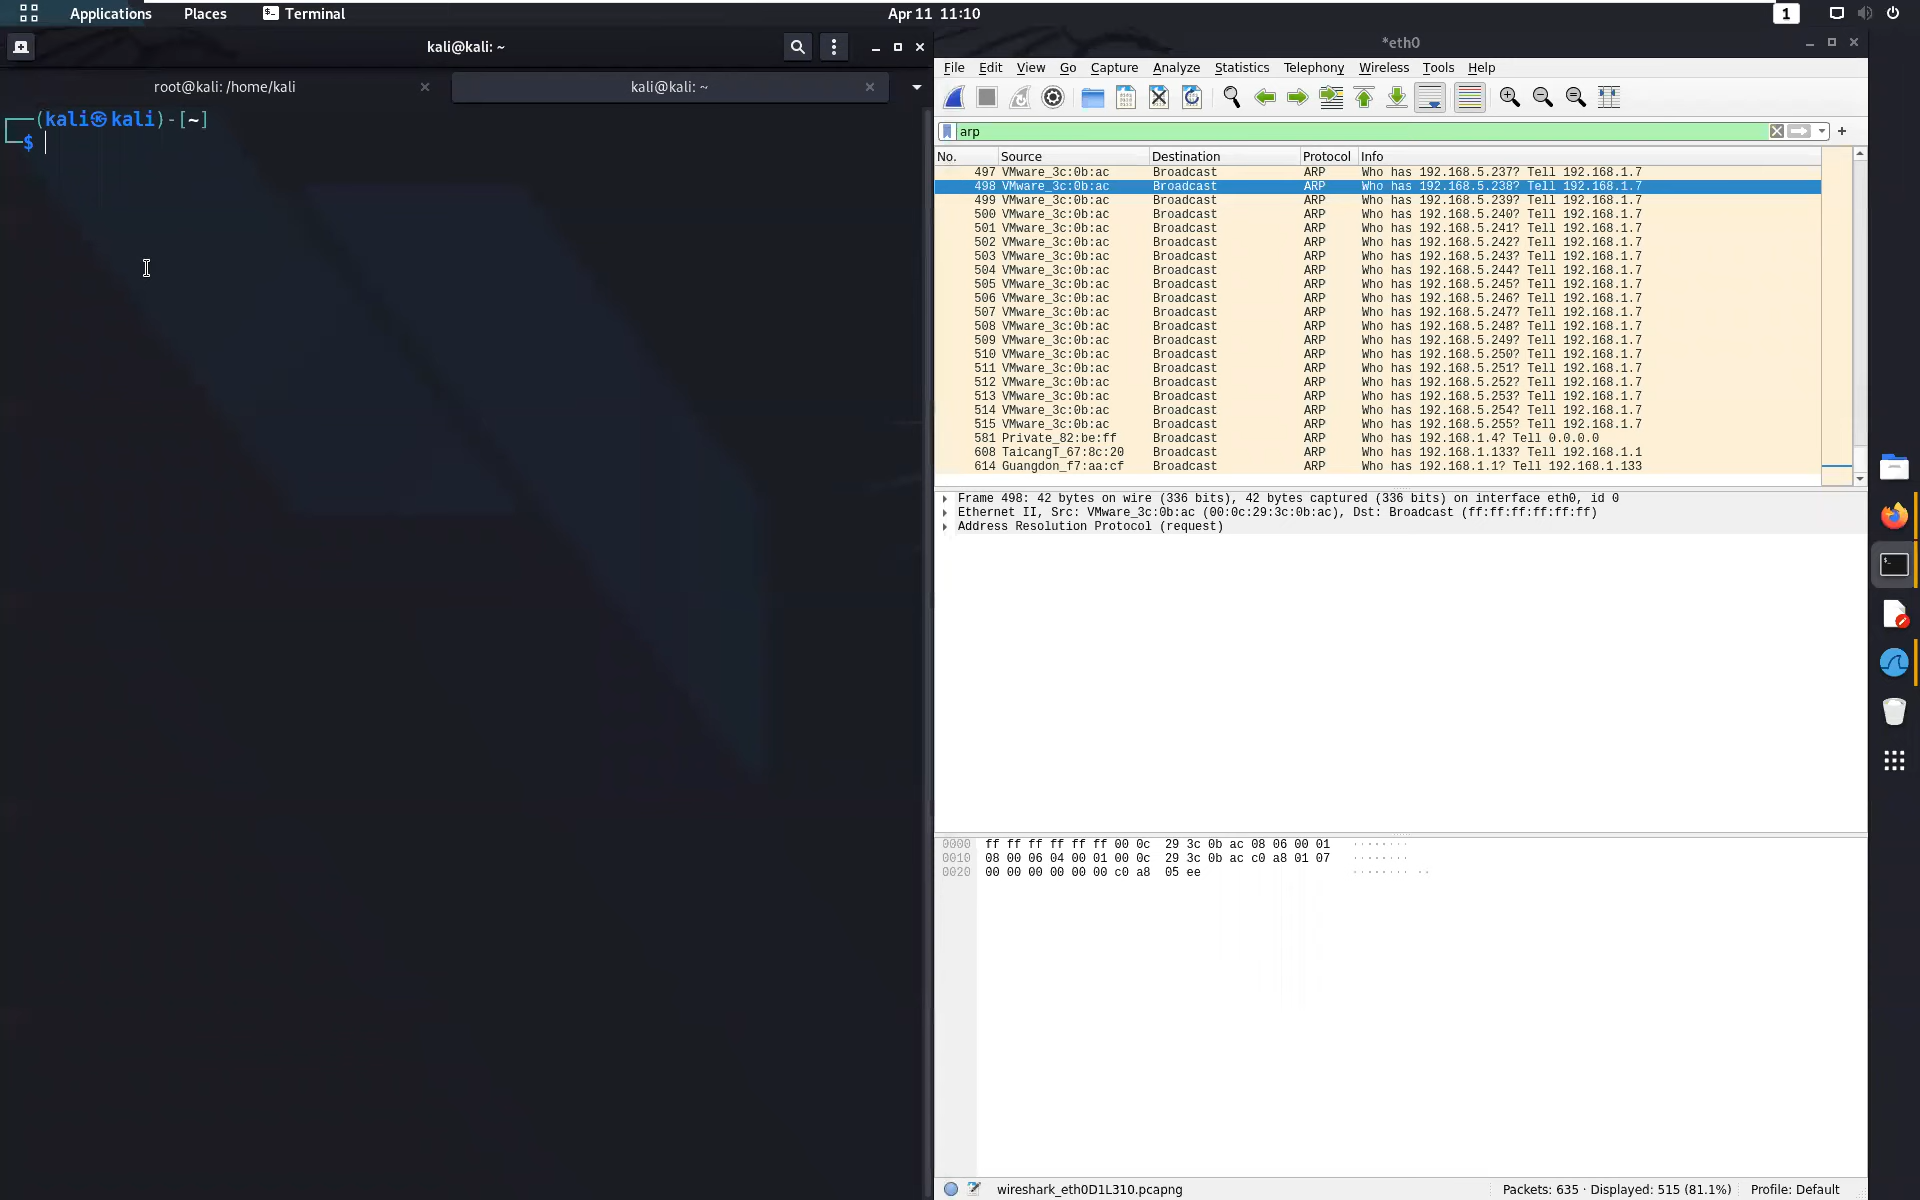 Applications Places Terminal Apr 11 11:10 1
kali@kali: ~
root@kali: /home/kali
kali@kali: ~
(kali㉿kali)-[~]
$
*eth0
File Edit View Go Capture Analyze Statistics Telephony Wireless Tools Help
arp
No. Source Destination Protocol Info
497 VMware_3c:0b:ac Broadcast ARP Who has 192.168.5.237? Tell 192.168.1.7
498 VMware_3c:0b:ac Broadcast ARP Who has 192.168.5.238? Tell 192.168.1.7
499 VMware_3c:0b:ac Broadcast ARP Who has 192.168.5.239? Tell 192.168.1.7
500 VMware_3c:0b:ac Broadcast ARP Who has 192.168.5.240? Tell 192.168.1.7
501 VMware_3c:0b:ac Broadcast ARP Who has 192.168.5.241? Tell 192.168.1.7
502 VMware_3c:0b:ac Broadcast ARP Who has 192.168.5.242? Tell 192.168.1.7
503 VMware_3c:0b:ac Broadcast ARP Who has 192.168.5.243? Tell 192.168.1.7
504 VMware_3c:0b:ac Broadcast ARP Who has 192.168.5.244? Tell 192.168.1.7
505 VMware_3c:0b:ac Broadcast ARP Who has 192.168.5.245? Tell 192.168.1.7
506 VMware_3c:0b:ac Broadcast ARP Who has 192.168.5.246? Tell 192.168.1.7
507 VMware_3c:0b:ac Broadcast ARP Who has 192.168.5.247? Tell 192.168.1.7
508 VMware_3c:0b:ac Broadcast ARP Who has 192.168.5.248? Tell 192.168.1.7
509 VMware_3c:0b:ac Broadcast ARP Who has 192.168.5.249? Tell 192.168.1.7
510 VMware_3c:0b:ac Broadcast ARP Who has 192.168.5.250? Tell 192.168.1.7
511 VMware_3c:0b:ac Broadcast ARP Who has 192.168.5.251? Tell 192.168.1.7
512 VMware_3c:0b:ac Broadcast ARP Who has 192.168.5.252? Tell 192.168.1.7
513 VMware_3c:0b:ac Broadcast ARP Who has 192.168.5.253? Tell 192.168.1.7
514 VMware_3c:0b:ac Broadcast ARP Who has 192.168.5.254? Tell 192.168.1.7
515 VMware_3c:0b:ac Broadcast ARP Who has 192.168.5.255? Tell 192.168.1.7
581 Private_82:be:ff Broadcast ARP Who has 192.168.1.4? Tell 0.0.0.0
608 TaicangT_67:8c:20 Broadcast ARP Who has 192.168.1.133? Tell 192.168.1.1
614 Guangdon_f7:aa:cf Broadcast ARP Who has 192.168.1.1? Tell 192.168.1.133
Frame 498: 42 bytes on wire (336 bits), 42 bytes captured (336 bits) on interface eth0, id 0
Ethernet II, Src: VMware_3c:0b:ac (00:0c:29:3c:0b:ac), Dst: Broadcast (ff:ff:ff:ff:ff:ff)
Address Resolution Protocol (request)
0000 ff ff ff ff ff ff 00 0c 29 3c 0b ac 08 06 00 01 ········
0010 08 00 06 04 00 01 00 0c 29 3c 0b ac c0 a8 01 07 ········
0020 00 00 00 00 00 00 c0 a8 05 ee ········ ··
wireshark_eth0D1L310.pcapng Packets: 635 · Displayed: 515 (81.1%) Profile: Default